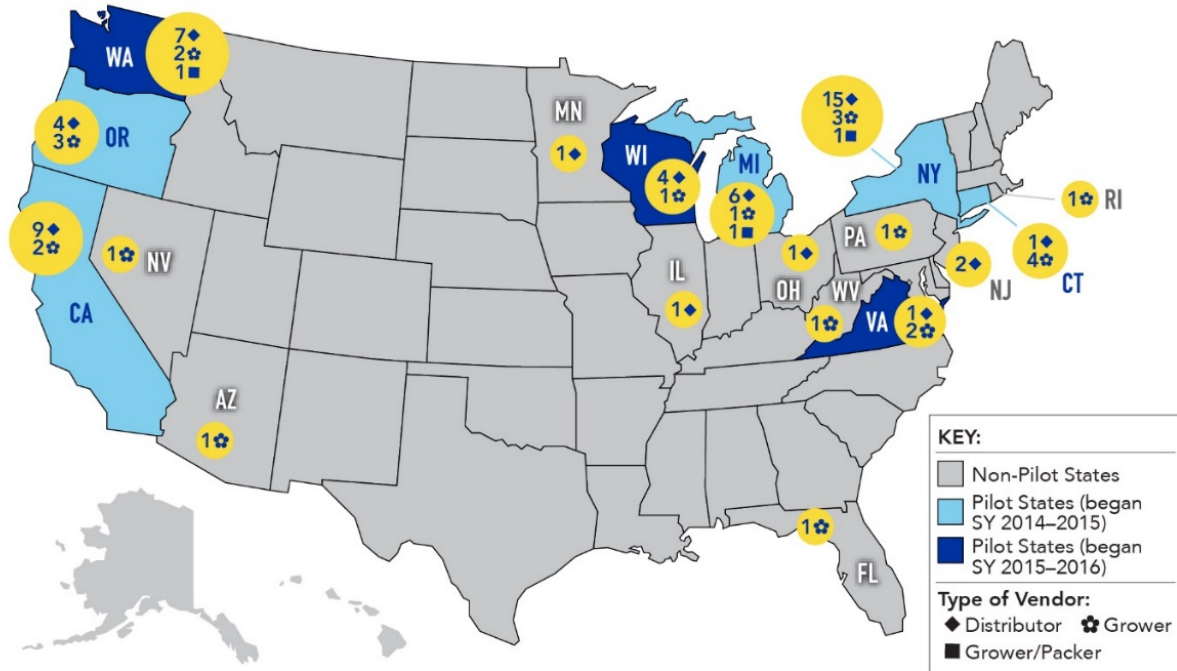 WA
7◆
2✿
1■
4◆
3✿
OR
9◆
2✿
CA
1✿
NV
AZ
1✿
MN
1◆
WI
4◆
1✿
MI
6◆
1✿
1■
IL
1◆
1◆
OH
PA
1✿
WV
1✿
VA
1◆
2✿
15◆
3✿
1■
NY
1✿ RI
1◆
4✿
CT
2◆
NJ
1✿
FL
KEY:
Non-Pilot States
Pilot States (began
SY 2014–2015)
Pilot States (began
SY 2015–2016)
Type of Vendor:
◆ Distributor ✿ Grower
■ Grower/Packer